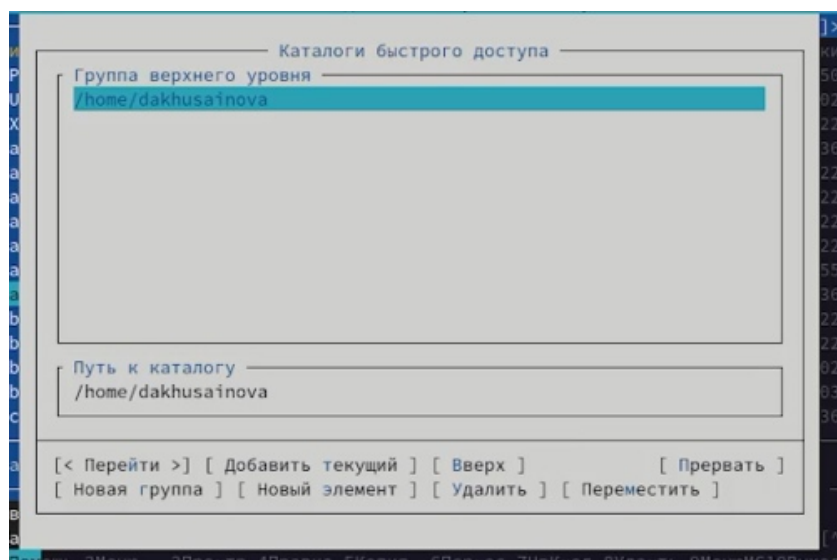 Каталоги быстрого доступа
Группа верхнего уровня
/home/dakhusainova
Путь к каталогу
/home/dakhusainova
[< Перейти >] [ Добавить текущий ] [ Вверх ] [ Прервать ]
[ Новая группа ] [ Новый элемент ] [ Удалить ] [ Переместить ]